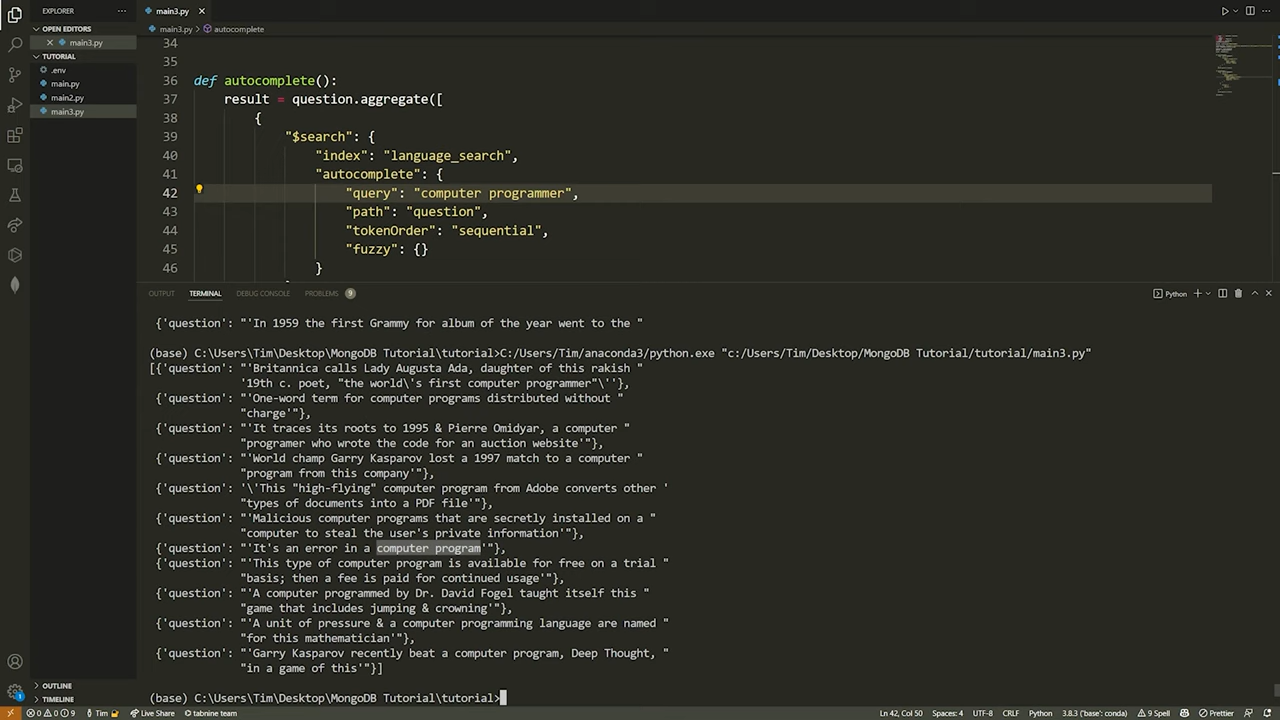 EXPLORER
main3.py
OPEN EDITORS
main3.py
TUTORIAL
.env
main.py
main2.py
main3.py
OUTLINE
TIMELINE
main3.py > autocomplete
34
35
36 def autocomplete():
37 result = question.aggregate([
38 {
39 "$search": {
40 "index": "language_search",
41 "autocomplete": {
42 "query": "computer programmer",
43 "path": "question",
44 "tokenOrder": "sequential",
45 "fuzzy": {}
46 }
OUTPUT TERMINAL DEBUG CONSOLE PROBLEMS 9 Python
{'question': "'In 1959 the first Grammy for album of the year went to the "
(base) C:\Users\Tim\Desktop\MongoDB Tutorial\tutorial>C:/Users/Tim/anaconda3/python.exe "c:/Users/Tim/Desktop/MongoDB Tutorial/tutorial/main3.py"
[{'question': "'Britannica calls Lady Augusta Ada, daughter of this rakish "
'19th c. poet, "the world\'s first computer programmer"\''},
{'question': "'One-word term for computer programs distributed without "
"charge'"},
{'question': "'It traces its roots to 1995 & Pierre Omidyar, a computer "
"programer who wrote the code for an auction website'"},
{'question': "'World champ Garry Kasparov lost a 1997 match to a computer "
"program from this company'"},
{'question': '\'This "high-flying" computer program from Adobe converts other '
"types of documents into a PDF file'"},
{'question': "'Malicious computer programs that are secretly installed on a "
"computer to steal the user's private information'"},
{'question': "'It's an error in a computer program'"},
{'question': "'This type of computer program is available for free on a trial "
"basis; then a fee is paid for continued usage'"},
{'question': "'A computer programmed by Dr. David Fogel taught itself this "
"game that includes jumping & crowning'"},
{'question': "'A unit of pressure & a computer programming language are named "
"for this mathematician'"},
{'question': "'Garry Kasparov recently beat a computer program, Deep Thought, "
"in a game of this'"}]
(base) C:\Users\Tim\Desktop\MongoDB Tutorial\tutorial>
0 0 9 Tim Live Share tabnine team Ln 42, Col 50 Spaces: 4 UTF-8 CRLF Python 3.8.3 ('base': conda) 9 Spell Prettier